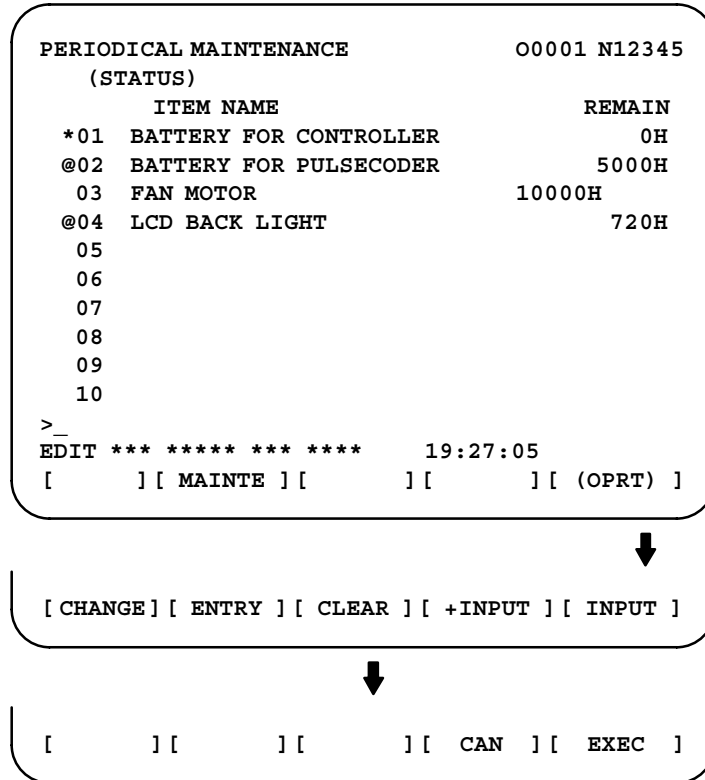 PERIODICAL MAINTENANCE O0001 N12345
(STATUS)
ITEM NAME REMAIN
*01 BATTERY FOR CONTROLLER 0H
@02 BATTERY FOR PULSECODER 5000H
03 FAN MOTOR 10000H
@04 LCD BACK LIGHT 720H
05
06
07
08
09
10
>_
EDIT *** ***** *** **** 19:27:05
[ ][ MAINTE ][ ][ ][ (OPRT) ]
[ CHANGE ][ ENTRY ][ CLEAR ][ +INPUT ][ INPUT ]
[ ][ ][ ][ CAN ][ EXEC ]